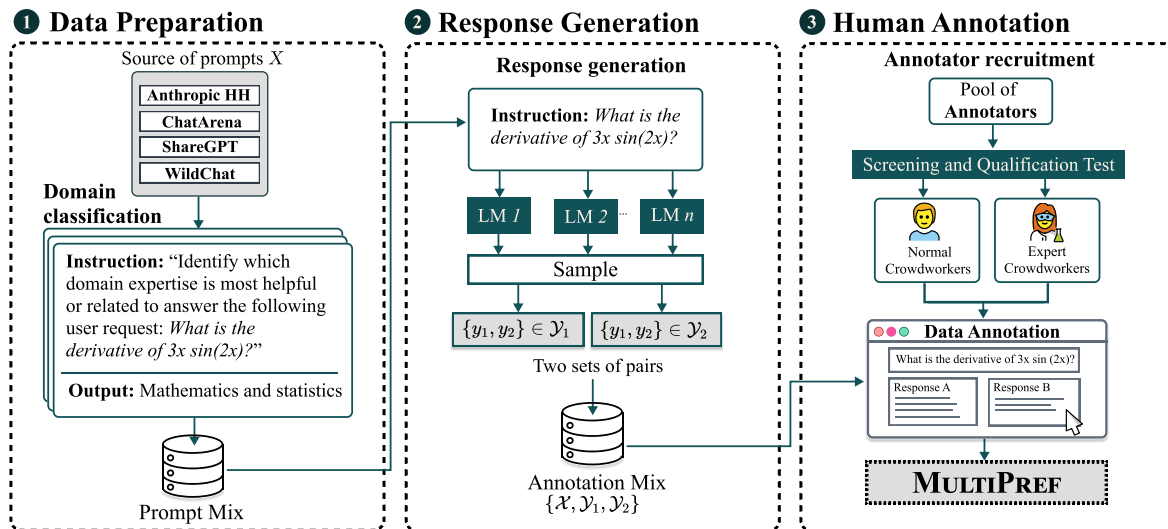 1 Data Preparation
Source of prompts X
Anthropic HH
ChatArena
ShareGPT
WildChat
Domain
classification
Instruction: “Identify which
domain expertise is most helpful
or related to answer the following
user request: What is the
derivative of 3x sin(2x)?”
Output: Mathematics and statistics
Prompt Mix
2 Response Generation
Response generation
Instruction: What is the
derivative of 3x sin(2x)?
LM 1 LM 2 ... LM n
Sample
{y₁, y₂} ∈ 𝒴₁ {y₁, y₂} ∈ 𝒴₂
Two sets of pairs
Annotation Mix
{𝒳, 𝒴₁, 𝒴₂}
3 Human Annotation
Annotator recruitment
Pool of
Annotators
Screening and Qualification Test
Normal
Crowdworkers
Expert
Crowdworkers
Data Annotation
What is the derivative of 3x sin (2x)?
Response A Response B
MULTIPREF